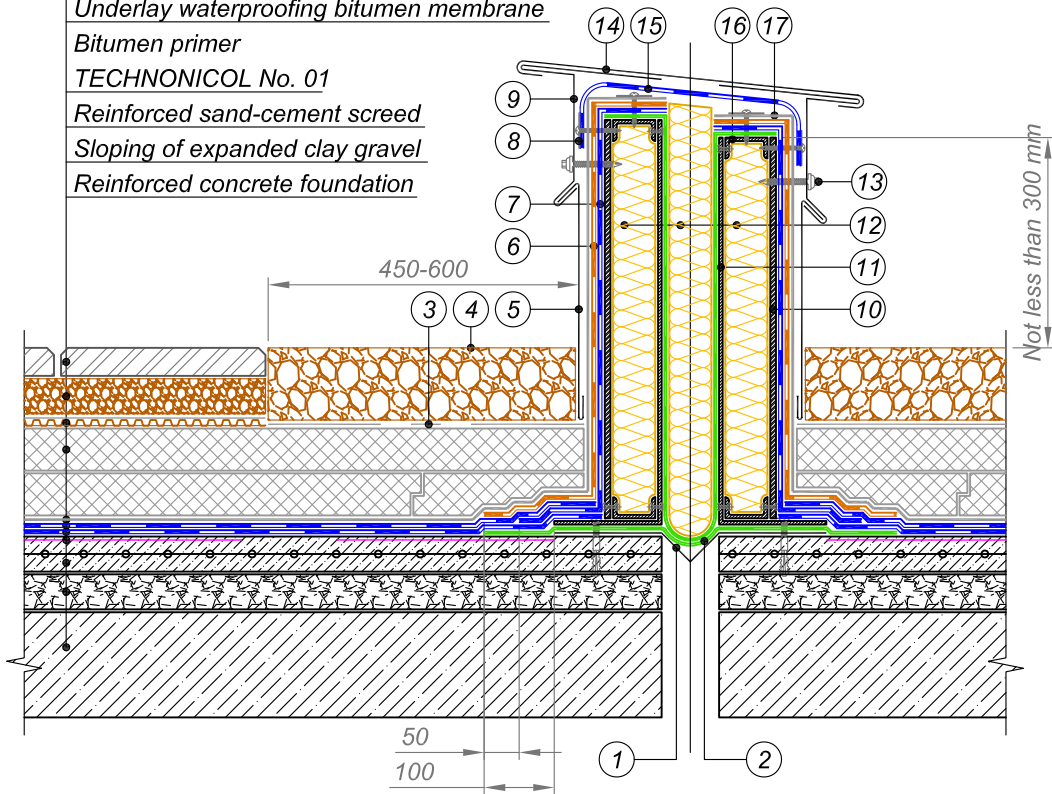 Underlay waterproofing bitumen membrane
Bitumen primer
TECHNONICOL No. 01
Reinforced sand-cement screed
Sloping of expanded clay gravel
Reinforced concrete foundation
14 15 16 17
9
8
13
7
12
6
11
450-600
3 4 5
10
Not less than 300 mm
50
100
1 2